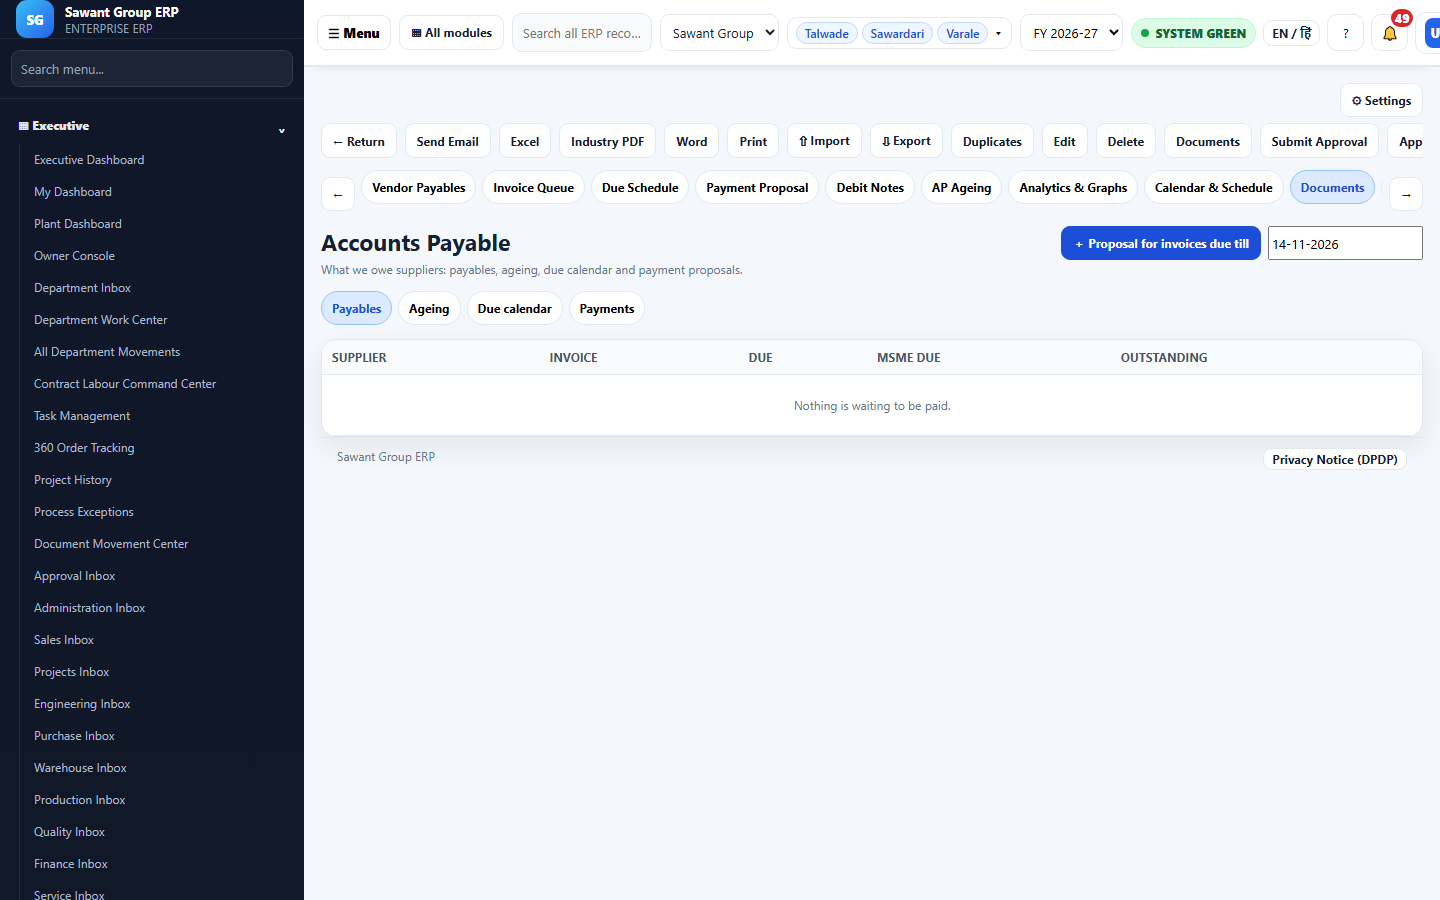 SG
Sawant Group ERP
ENTERPRISE ERP
Search menu...
Executive
Executive Dashboard
My Dashboard
Plant Dashboard
Owner Console
Department Inbox
Department Work Center
All Department Movements
Contract Labour Command Center
Task Management
360 Order Tracking
Project History
Process Exceptions
Document Movement Center
Approval Inbox
Administration Inbox
Sales Inbox
Projects Inbox
Engineering Inbox
Purchase Inbox
Warehouse Inbox
Production Inbox
Quality Inbox
Finance Inbox
Service Inbox
☰ Menu All modules Search all ERP reco... Sawant Group Talwade Sawardari Varale FY 2026-27 SYSTEM GREEN EN / हिं ? 49 U
⚙ Settings
← Return Send Email Excel Industry PDF Word Print ⇧ Import ⇩ Export Duplicates Edit Delete Documents Submit Approval App
← Vendor Payables Invoice Queue Due Schedule Payment Proposal Debit Notes AP Ageing Analytics & Graphs Calendar & Schedule Documents →
Accounts Payable
+ Proposal for invoices due till 14-11-2026
What we owe suppliers: payables, ageing, due calendar and payment proposals.
Payables Ageing Due calendar Payments
SUPPLIER INVOICE DUE MSME DUE OUTSTANDING
Nothing is waiting to be paid.
Sawant Group ERP Privacy Notice (DPDP)